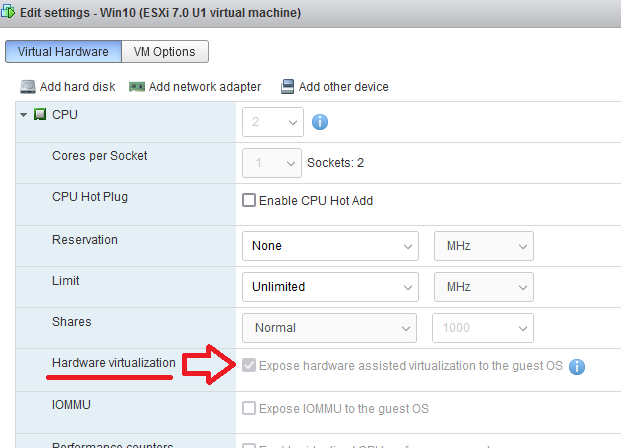 Edit settings - Win10 (ESXi 7.0 U1 virtual machine)
Virtual Hardware VM Options
Add hard disk Add network adapter Add other device
CPU 2
Cores per Socket 1 Sockets: 2
CPU Hot Plug Enable CPU Hot Add
Reservation None MHz
Limit Unlimited MHz
Shares Normal 1000
Hardware virtualization Expose hardware assisted virtualization to the guest OS
IOMMU Expose IOMMU to the guest OS
Performance counters